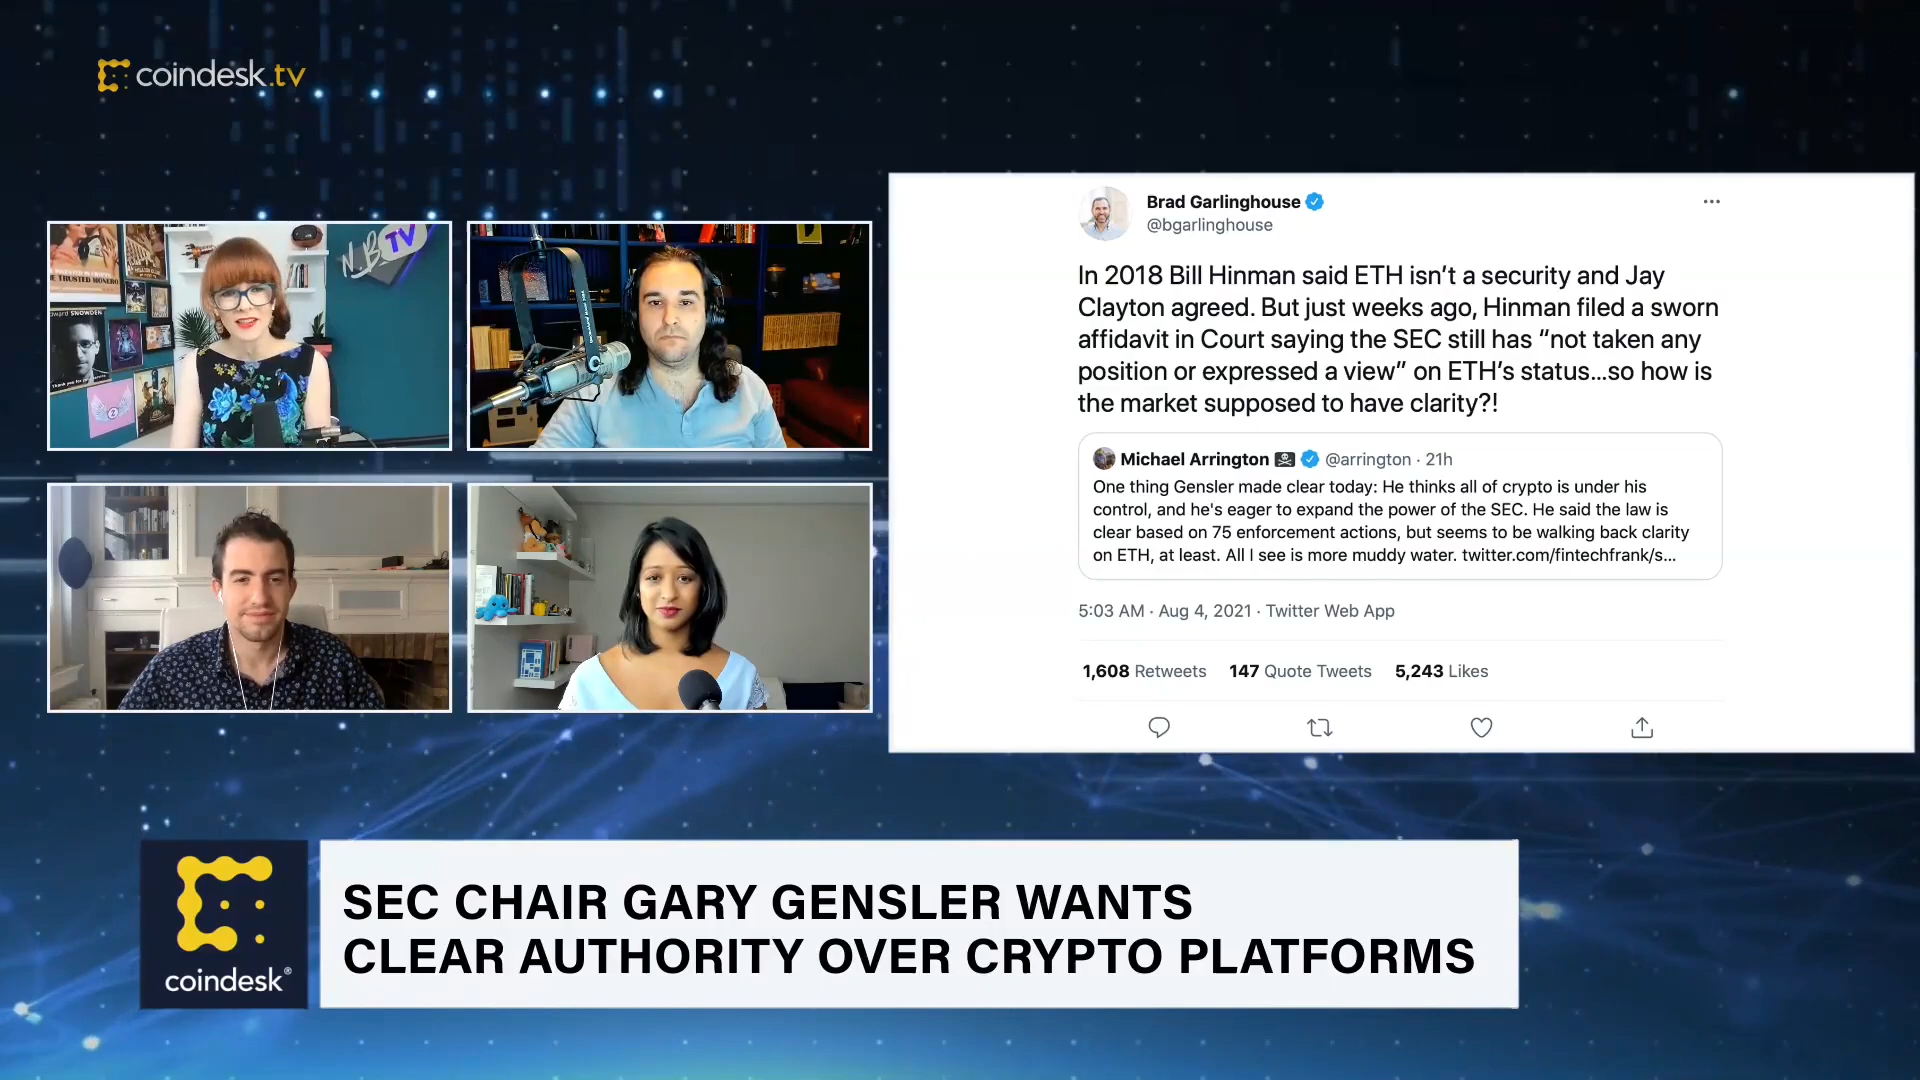 coindesk.tv
N.B TV
TRUSTED MONERO
SNOWDEN
Brad Garlinghouse
@bgarlinghouse
In 2018 Bill Hinman said ETH isn’t a security and Jay
Clayton agreed. But just weeks ago, Hinman filed a sworn
affidavit in Court saying the SEC still has “not taken any
position or expressed a view” on ETH’s status...so how is
the market supposed to have clarity?!
Michael Arrington @arrington · 21h
One thing Gensler made clear today: He thinks all of crypto is under his
control, and he's eager to expand the power of the SEC. He said the law is
clear based on 75 enforcement actions, but seems to be walking back clarity
on ETH, at least. All I see is more muddy water. twitter.com/fintechfrank/s...
5:03 AM · Aug 4, 2021 · Twitter Web App
1,608 Retweets 147 Quote Tweets 5,243 Likes
coindesk®
SEC CHAIR GARY GENSLER WANTS
CLEAR AUTHORITY OVER CRYPTO PLATFORMS